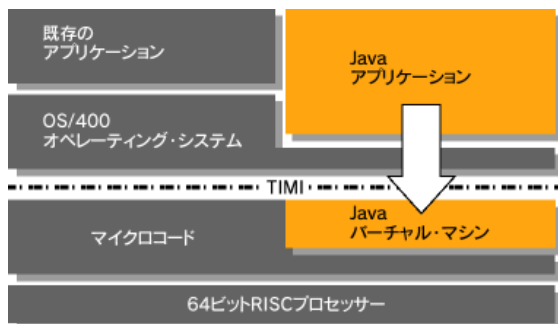 既存の
アプリケーション
Java
アプリケーション
OS/400
オペレーティング・システム
TIMI
マイクロコード
Java
バーチャル・マシン
64ビットRISCプロセッサー